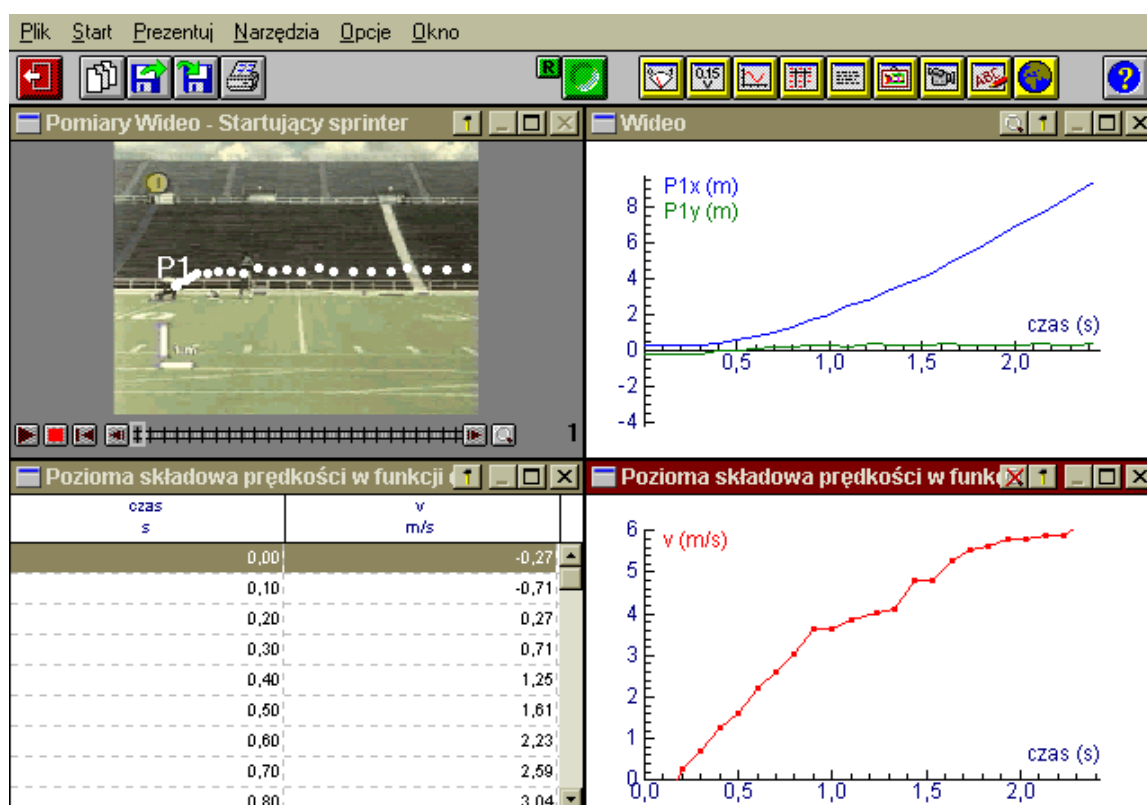 Plik Start Prezentuj Narzędzia Opcje Okno
R 0,15 ABC ?
Pomiary Wideo - Startujący sprinter
P1
1 m
1
Wideo
P1x (m)
P1y (m)
8
6
4
2
0
-2
-4
0,5 1,0 1,5 2,0
czas (s)
Pozioma składowa prędkości w funkcji
czas v
s m/s
0,00 -0,27
0,10 -0,71
0,20 0,27
0,30 0,71
0,40 1,25
0,50 1,61
0,60 2,23
0,70 2,59
0,80 3,04
Pozioma składowa prędkości w funk
v (m/s)
6
5
4
3
2
1
0
0,0 0,5 1,0 1,5 2,0
czas (s)